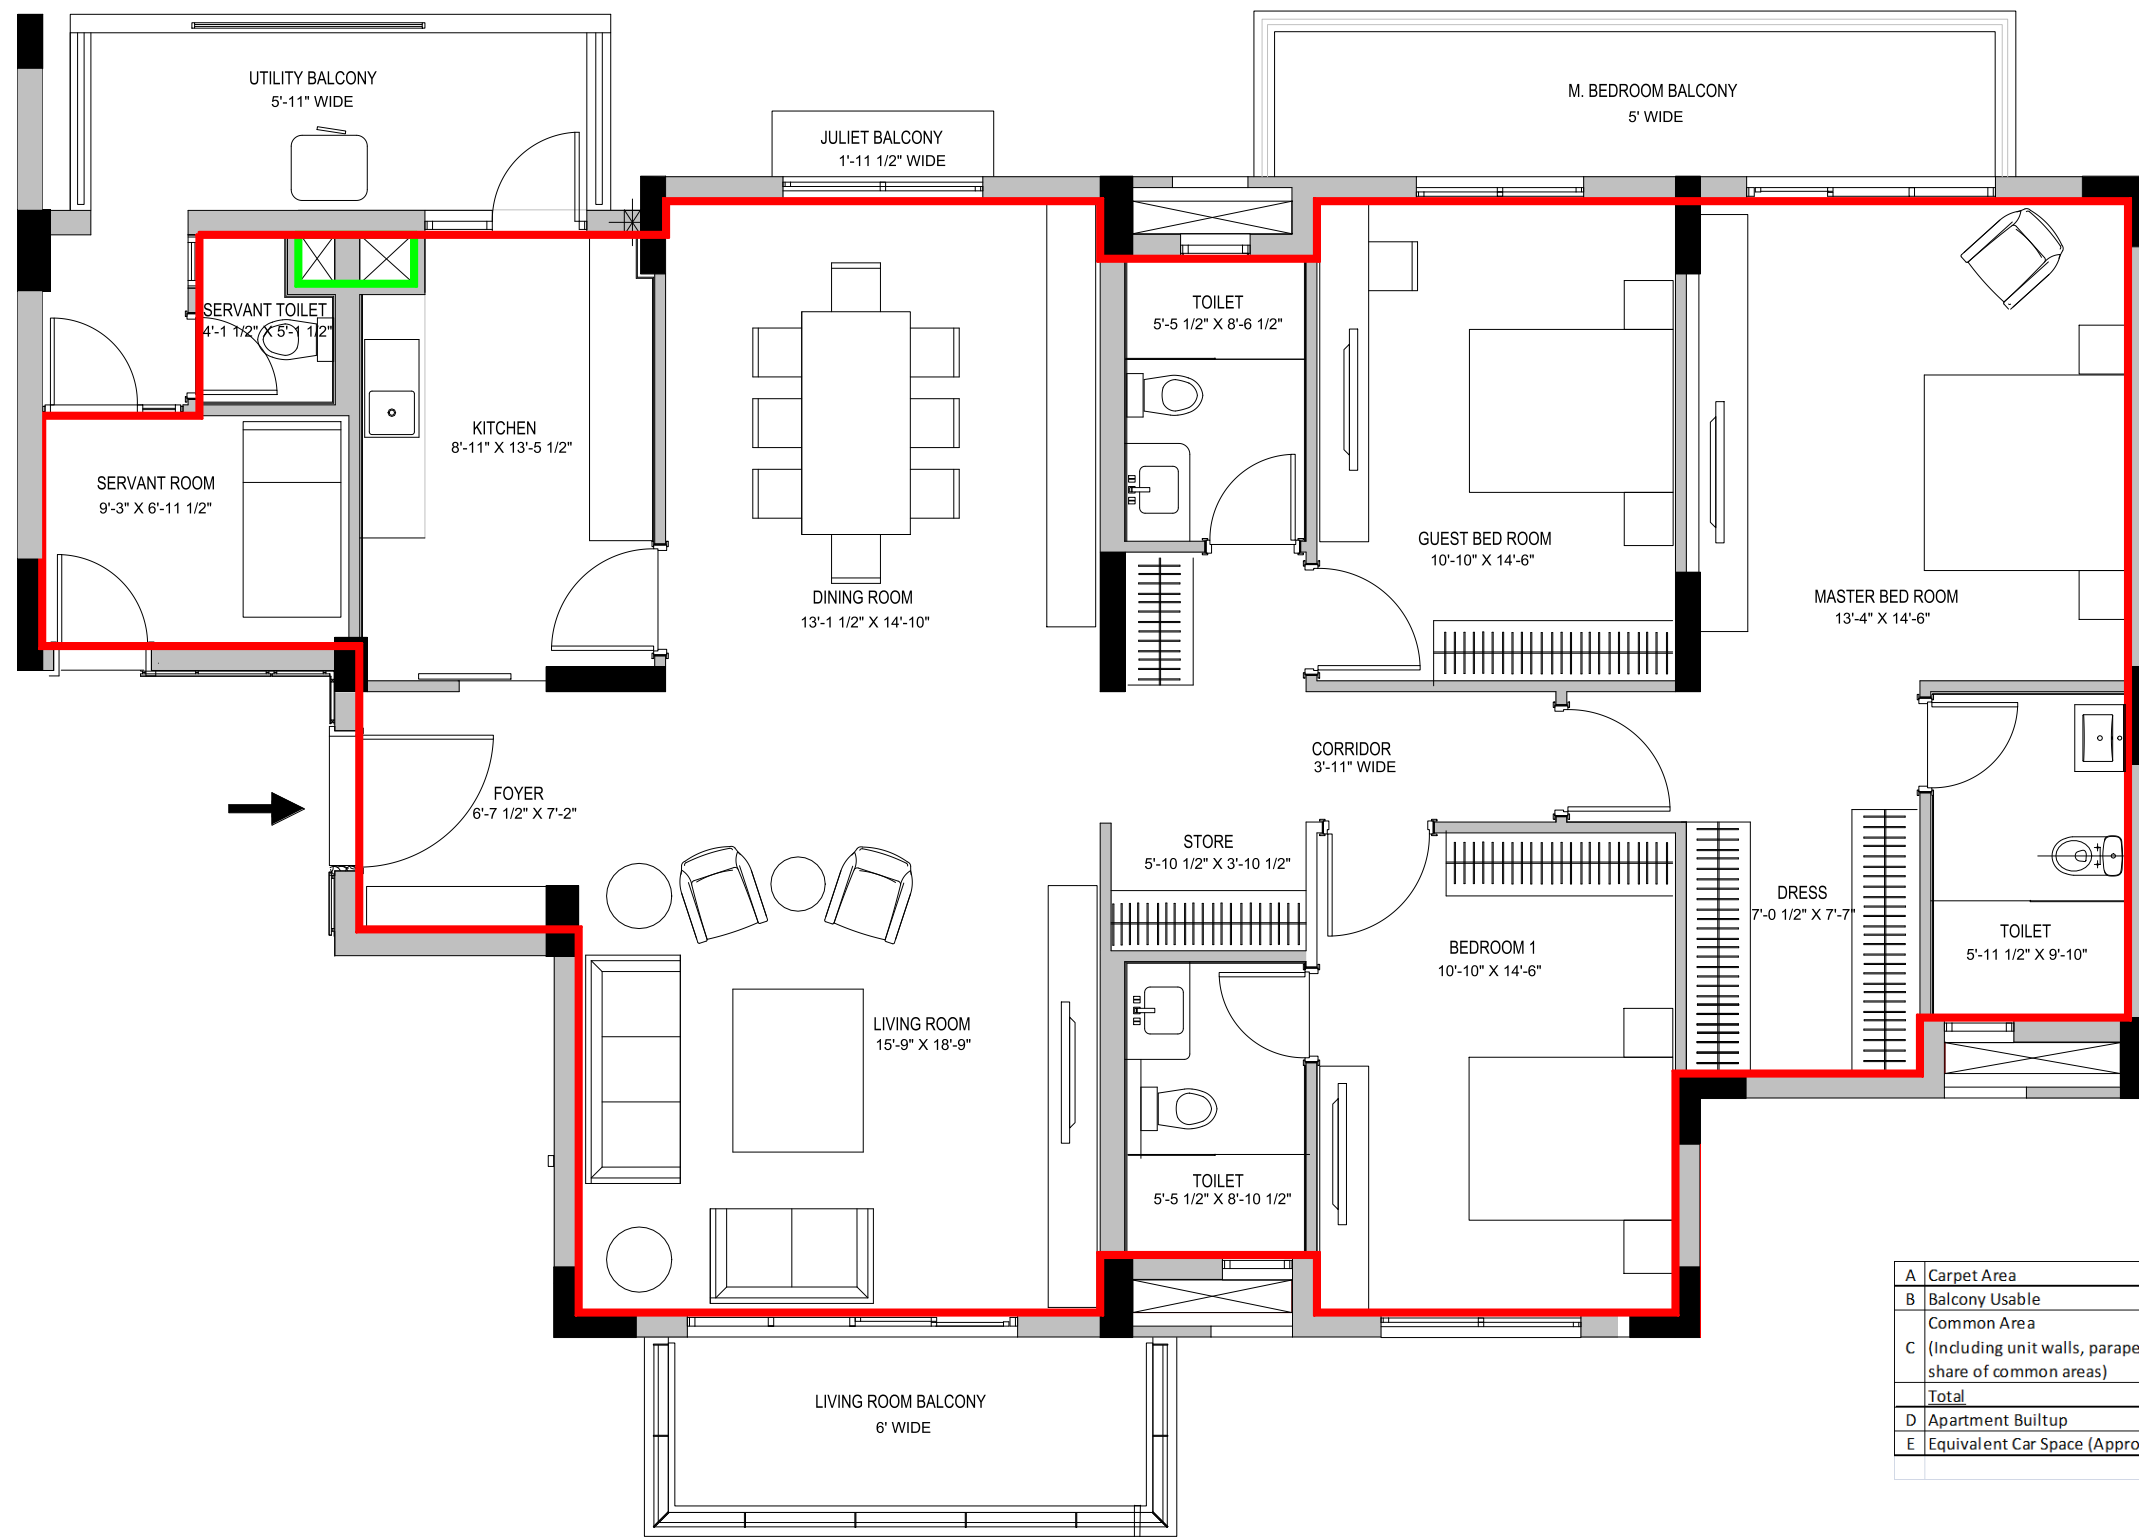 UTILITY BALCONY
5'-11" WIDE
M. BEDROOM BALCONY
5' WIDE
JULIET BALCONY
1'-11 1/2" WIDE
SERVANT TOILET
4'-1 1/2" X 5'-1 1/2"
TOILET
5'-5 1/2" X 8'-6 1/2"
KITCHEN
8'-11" X 13'-5 1/2"
SERVANT ROOM
9'-3" X 6'-11 1/2"
GUEST BED ROOM
10'-10" X 14'-6"
DINING ROOM
13'-1 1/2" X 14'-10"
MASTER BED ROOM
13'-4" X 14'-6"
CORRIDOR
3'-11" WIDE
FOYER
6'-7 1/2" X 7'-2"
STORE
5'-10 1/2" X 3'-10 1/2"
DRESS
7'-0 1/2" X 7'-7"
TOILET
5'-11 1/2" X 9'-10"
BEDROOM 1
10'-10" X 14'-6"
LIVING ROOM
15'-9" X 18'-9"
TOILET
5'-5 1/2" X 8'-10 1/2"
LIVING ROOM BALCONY
6' WIDE
A Carpet Area
B Balcony Usable
Common Area
C (Including unit walls, parape
share of common areas)
Total
D Apartment Builtup
E Equivalent Car Space (Appro